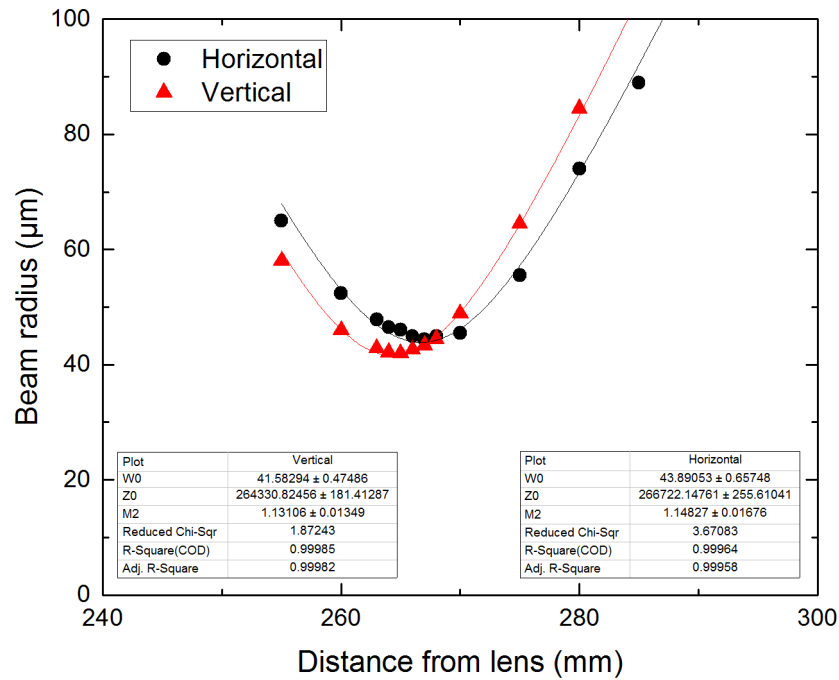 100
80
60
40
20
0
Beam radius (µm)
Horizontal
Vertical
Plot Vertical
W0 41.58294 ± 0.47486
Z0 264330.82456 ± 181.41287
M2 1.13106 ± 0.01349
Reduced Chi-Sqr 1.87243
R-Square(COD) 0.99985
Adj. R-Square 0.99982
Plot Horizontal
W0 43.89053 ± 0.65748
Z0 266722.14761 ± 255.61041
M2 1.14827 ± 0.01676
Reduced Chi-Sqr 3.67083
R-Square(COD) 0.99964
Adj. R-Square 0.99958
240 260 280 300
Distance from lens (mm)